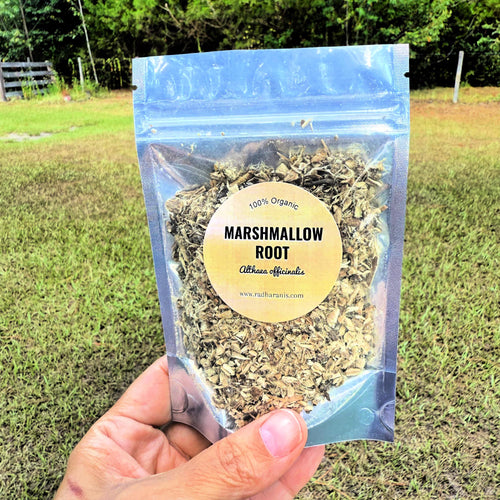 100% Organic
MARSHMALLOW
ROOT
Althaea officinalis
www.radharanis.com